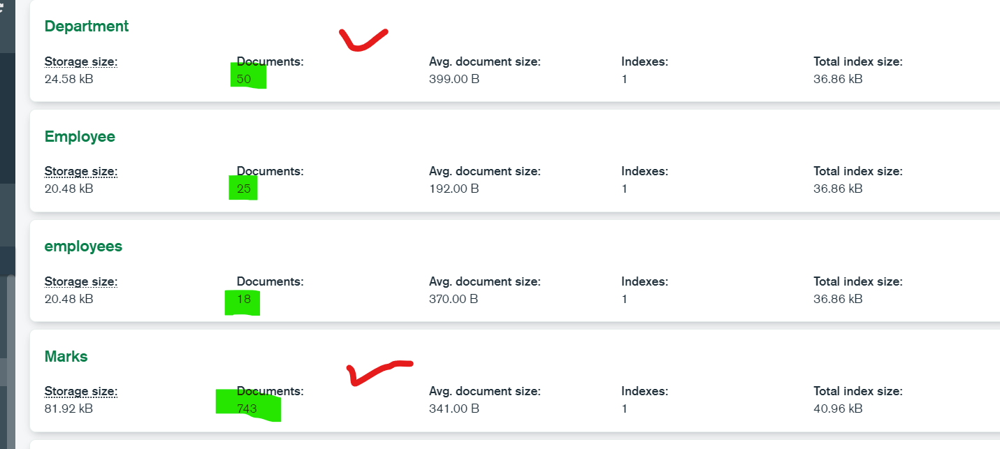 Department
Storage size: Documents: Avg. document size: Indexes: Total index size:
24.58 kB 50 399.00 B 1 36.86 kB
Employee
Storage size: Documents: Avg. document size: Indexes: Total index size:
20.48 kB 25 192.00 B 1 36.86 kB
employees
Storage size: Documents: Avg. document size: Indexes: Total index size:
20.48 kB 18 370.00 B 1 36.86 kB
Marks
Storage size: Documents: Avg. document size: Indexes: Total index size:
81.92 kB 743 341.00 B 1 40.96 kB